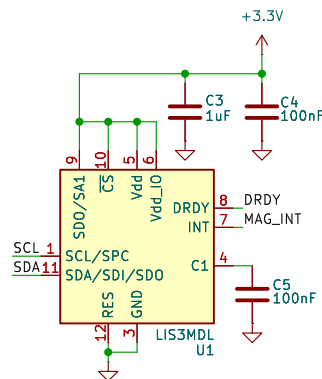 +3.3V
C3
1uF
C4
100nF
9
10
5
6
SDO/SA1
CS
Vdd
Vdd_IO
DRDY
8
DRDY
INT
7
MAG_INT
SCL
1
SCL/SPC
SDA
11
SDA/SDI/SDO
C1
4
C5
100nF
RES
GND
12
3
LIS3MDL
U1